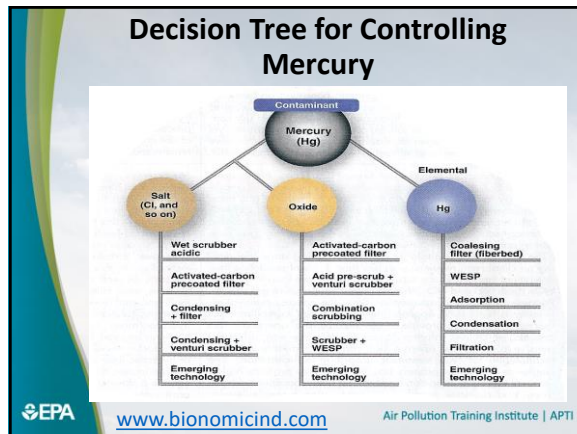 Decision Tree for Controlling
Mercury
Contaminant
Mercury
(Hg)
Elemental
Salt
(Cl, and
so on)
Oxide
Hg
Wet scrubber
acidic
Activated-carbon
precoated filter
Condensing
+ filter
Condensing +
venturi scrubber
Emerging
technology
Activated-carbon
precoated filter
Acid pre-scrub +
venturi scrubber
Combination
scrubbing
Scrubber +
WESP
Emerging
technology
Coalesing
filter (fiberbed)
WESP
Adsorption
Condensation
Filtration
Emerging
technology
EPA
www.bionomicind.com
Air Pollution Training Institute | APTI